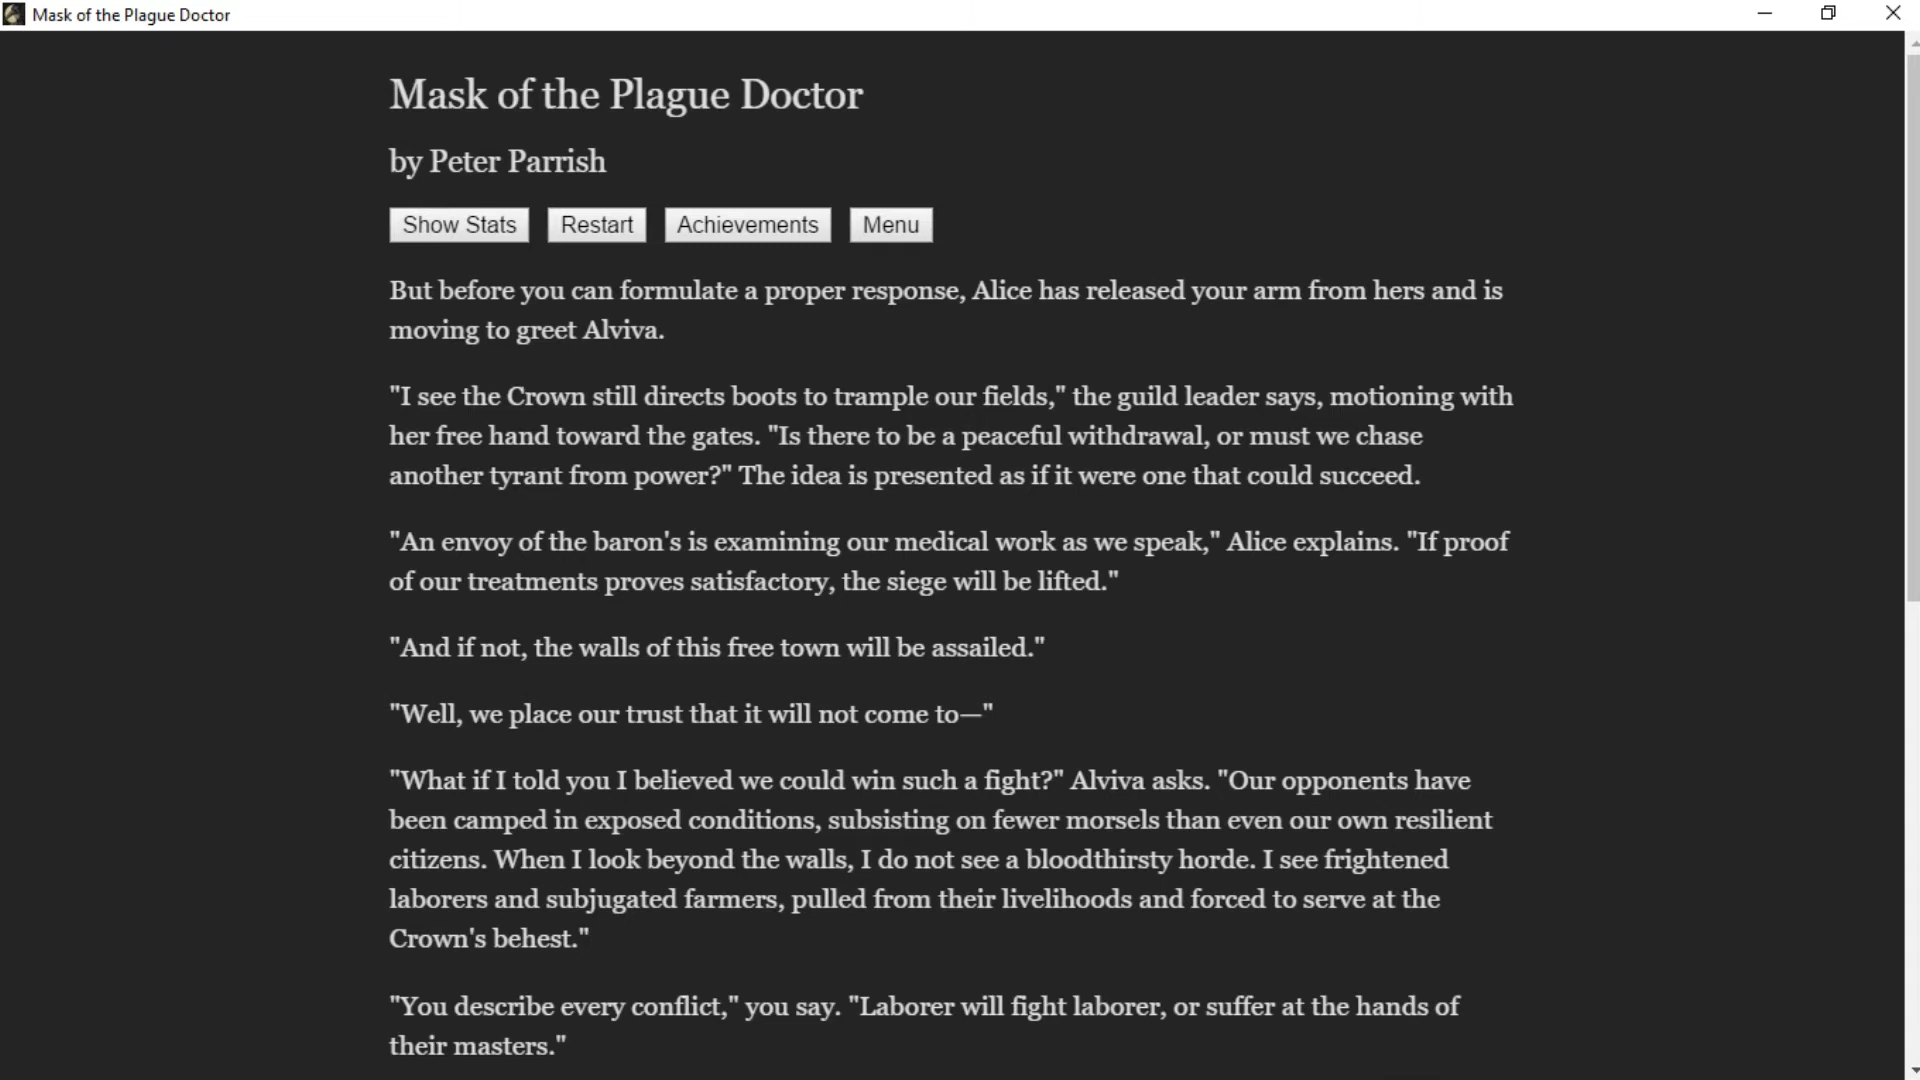 Mask of the Plague Doctor
Mask of the Plague Doctor
by Peter Parrish
Show Stats Restart Achievements Menu
But before you can formulate a proper response, Alice has released your arm from hers and is
moving to greet Alviva.
"I see the Crown still directs boots to trample our fields," the guild leader says, motioning with
her free hand toward the gates. "Is there to be a peaceful withdrawal, or must we chase
another tyrant from power?" The idea is presented as if it were one that could succeed.
"An envoy of the baron's is examining our medical work as we speak," Alice explains. "If proof
of our treatments proves satisfactory, the siege will be lifted."
"And if not, the walls of this free town will be assailed."
"Well, we place our trust that it will not come to—"
"What if I told you I believed we could win such a fight?" Alviva asks. "Our opponents have
been camped in exposed conditions, subsisting on fewer morsels than even our own resilient
citizens. When I look beyond the walls, I do not see a bloodthirsty horde. I see frightened
laborers and subjugated farmers, pulled from their livelihoods and forced to serve at the
Crown's behest."
"You describe every conflict," you say. "Laborer will fight laborer, or suffer at the hands of
their masters."